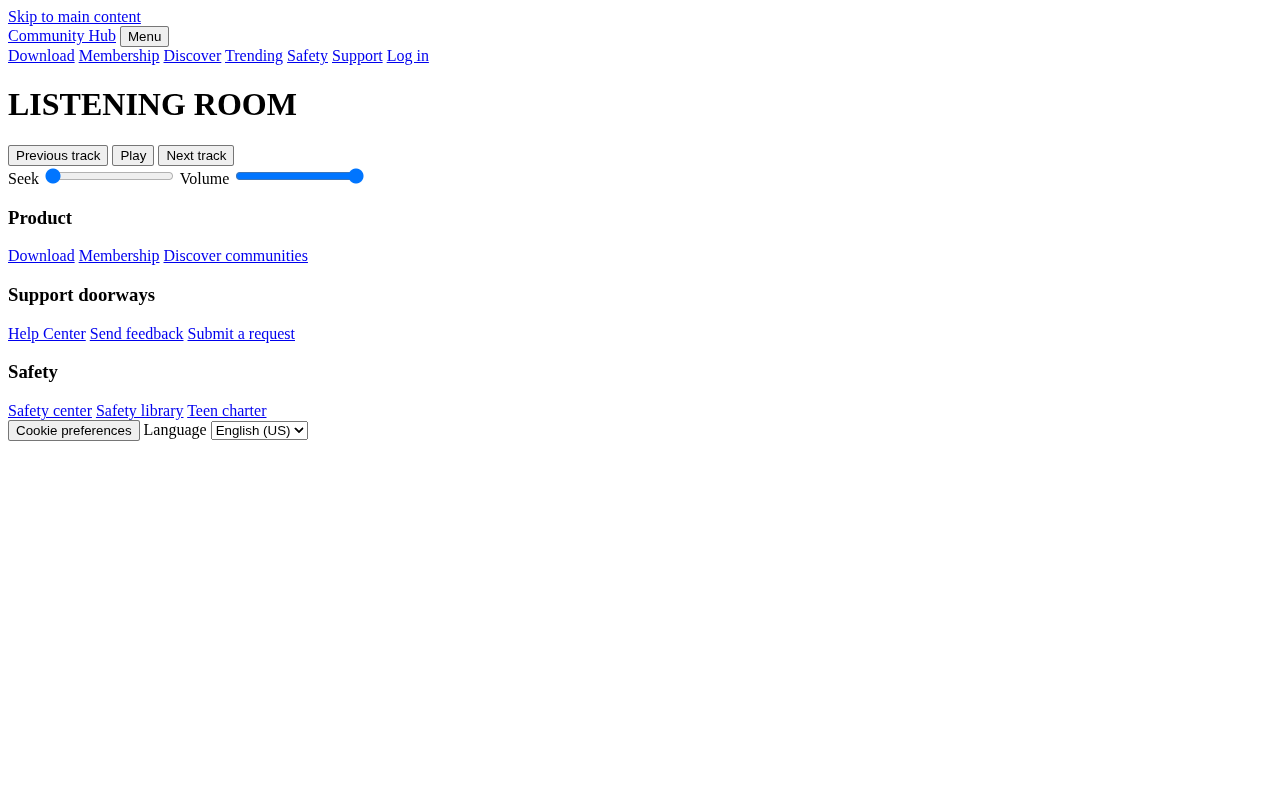 Skip to main content
Community Hub Menu
Download Membership Discover Trending Safety Support Log in
LISTENING ROOM
Previous track Play Next track
Seek Volume
Product
Download Membership Discover communities
Support doorways
Help Center Send feedback Submit a request
Safety
Safety center Safety library Teen charter
Cookie preferences Language English (US)